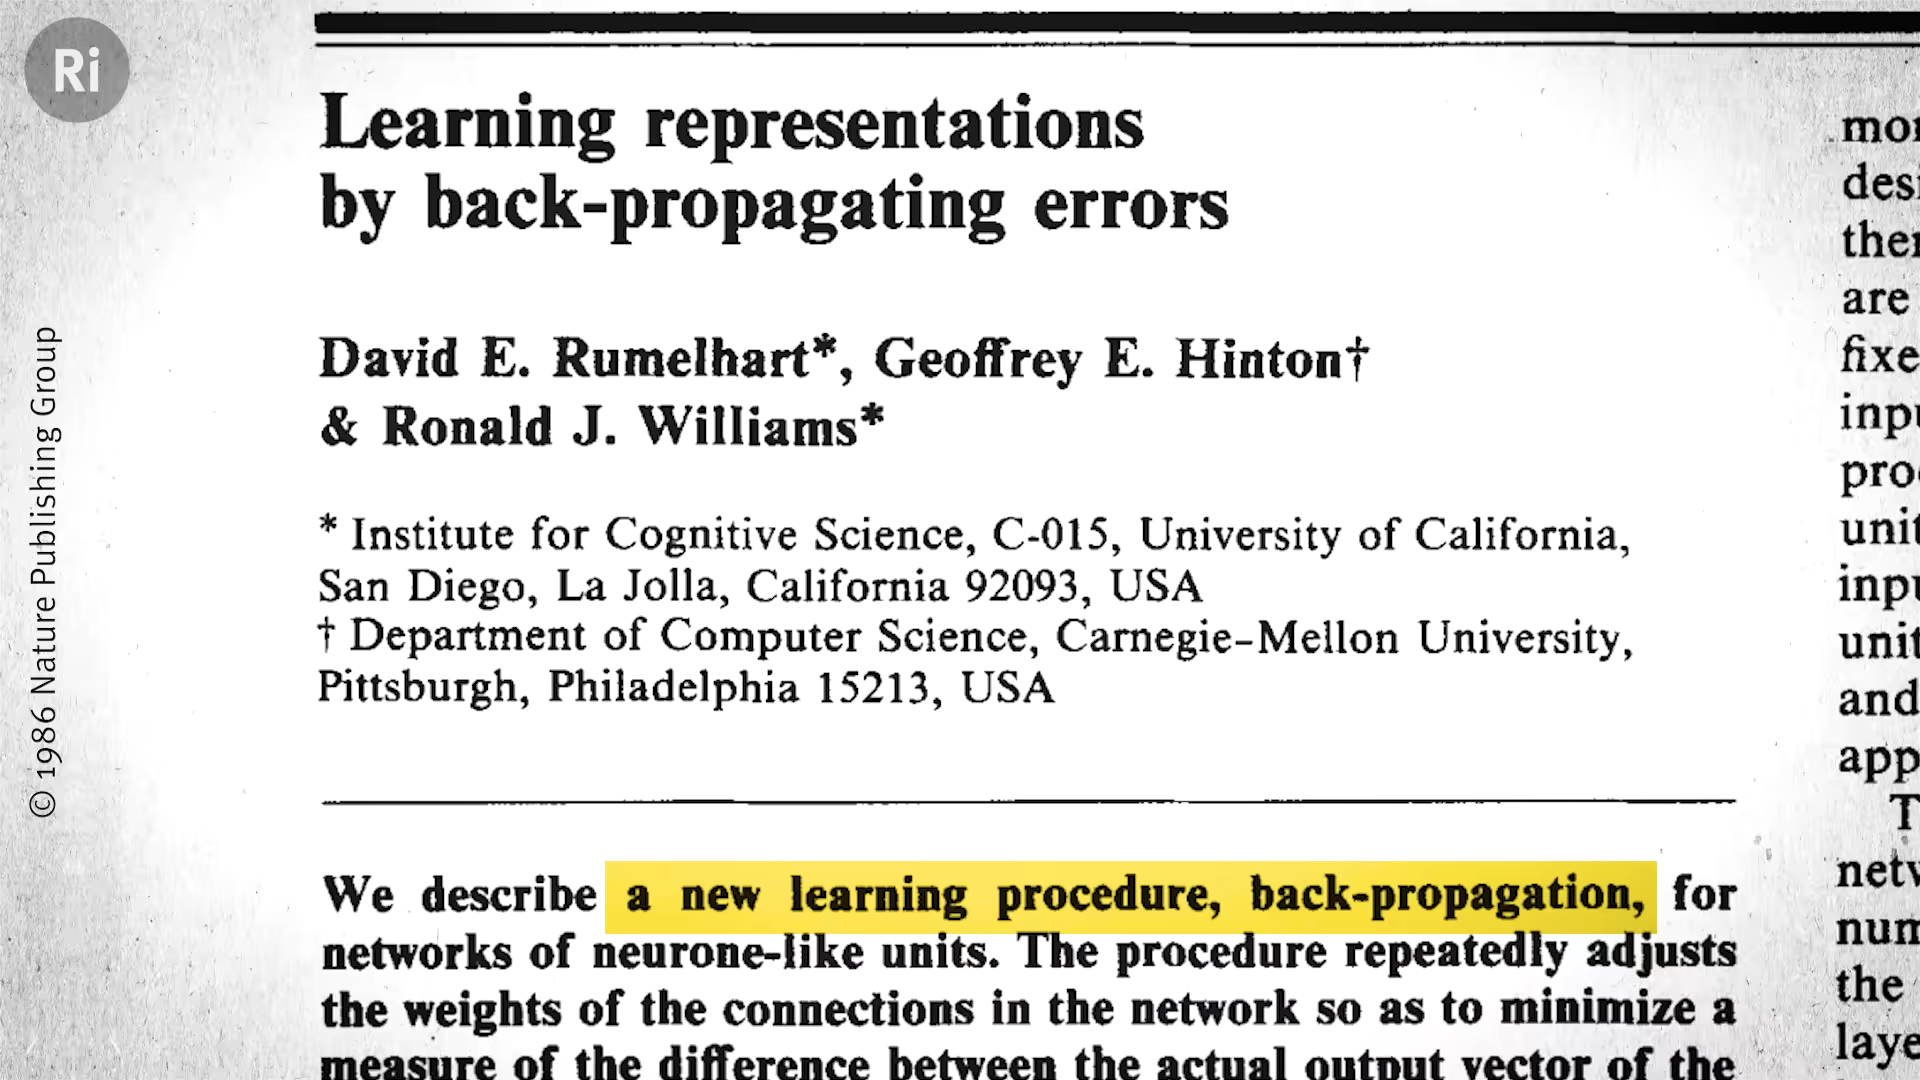 Ri
© 1986 Nature Publishing Group
Learning representations
by back-propagating errors
David E. Rumelhart*, Geoffrey E. Hinton†
& Ronald J. Williams*
* Institute for Cognitive Science, C-015, University of California,
San Diego, La Jolla, California 92093, USA
† Department of Computer Science, Carnegie-Mellon University,
Pittsburgh, Philadelphia 15213, USA
We describe a new learning procedure, back-propagation, for
networks of neurone-like units. The procedure repeatedly adjusts
the weights of the connections in the network so as to minimize a
measure of the difference between the actual output vector of the
are
and
the